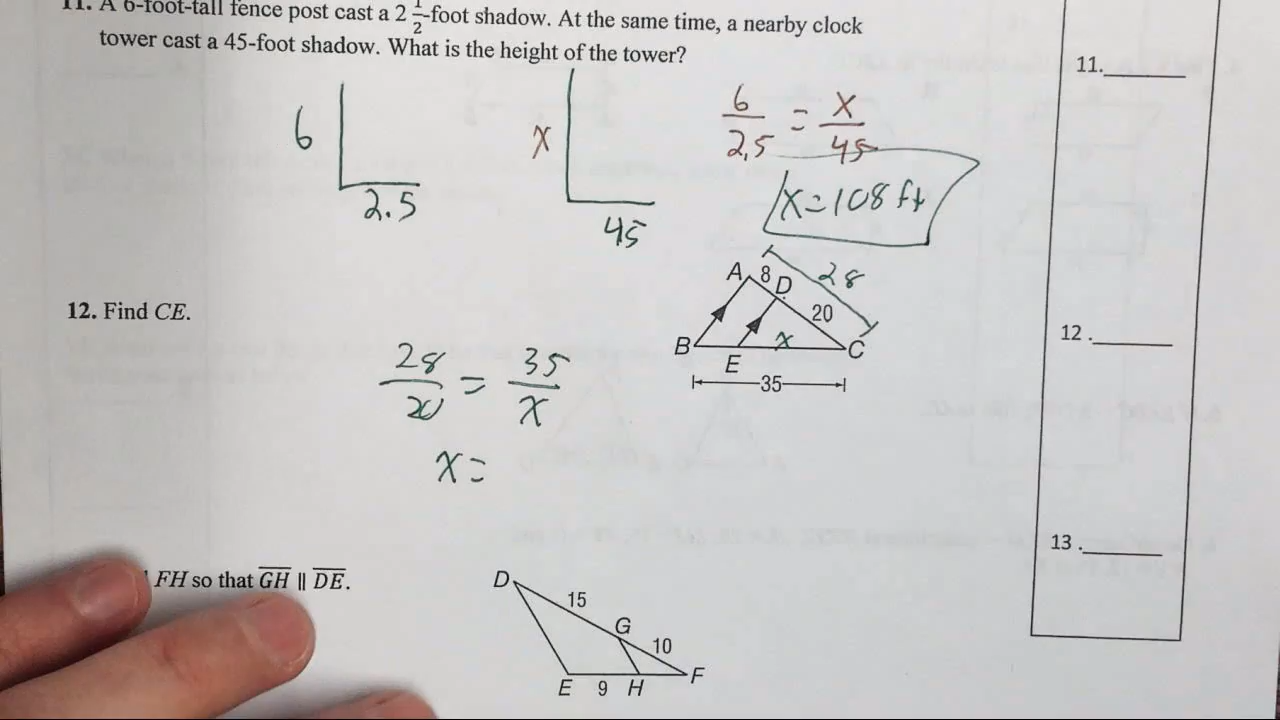 11. A 6-foot-tall fence post cast a 2 1/2-foot shadow. At the same time, a nearby clock
tower cast a 45-foot shadow. What is the height of the tower?
11.
6
2.5
x
45
6/2.5 = x/45
x=108 ft
12. Find CE.
28/20 = 35/x
x=
A 8 D 28
20
B E x C
35
12.
FH so that GH || DE.
D 15 G 10 F
E 9 H
13.